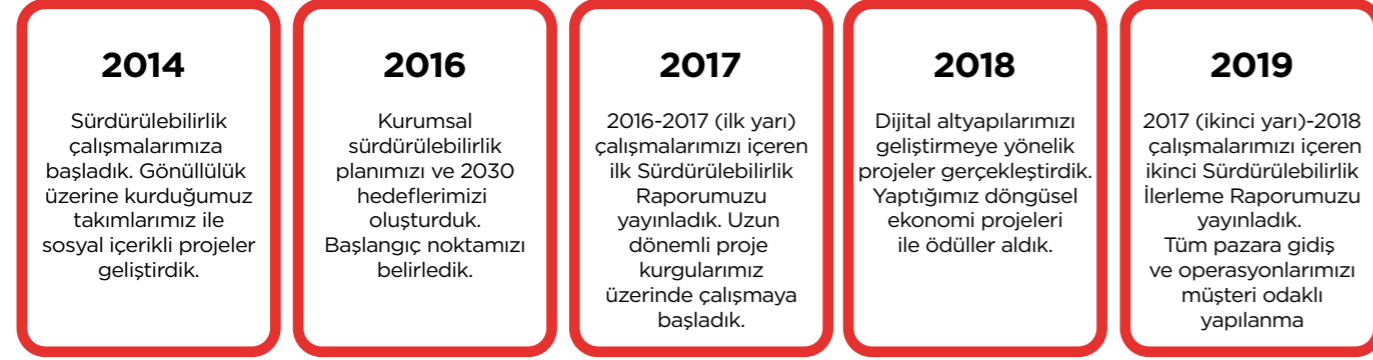 2014
Sürdürülebilirlik
çalışmalarımıza
başladık. Gönüllülük
üzerine kurduğumuz
takımlarımız ile
sosyal içerikli projeler
geliştirdik.
2016
Kurumsal
sürdürülebilirlik
planımızı ve 2030
hedeflerimizi
oluşturduk.
Başlangıç noktamızı
belirledik.
2017
2016-2017 (ilk yarı)
çalışmalarımızı içeren
ilk Sürdürülebilirlik
Raporumuzu
yayınladık. Uzun
dönemli proje
kurgularımız
üzerinde çalışmaya
başladık.
2018
Dijital altyapılarımızı
geliştirmeye yönelik
projeler gerçekleştirdik.
Yaptığımız döngüsel
ekonomi projeleri
ile ödüller aldık.
2019
2017 (ikinci yarı)-2018
çalışmalarımızı içeren
ikinci Sürdürülebilirlik
İlerleme Raporumuzu
yayınladık.
Tüm pazara gidiş
ve operasyonlarımızı
müşteri odaklı
yapılanma